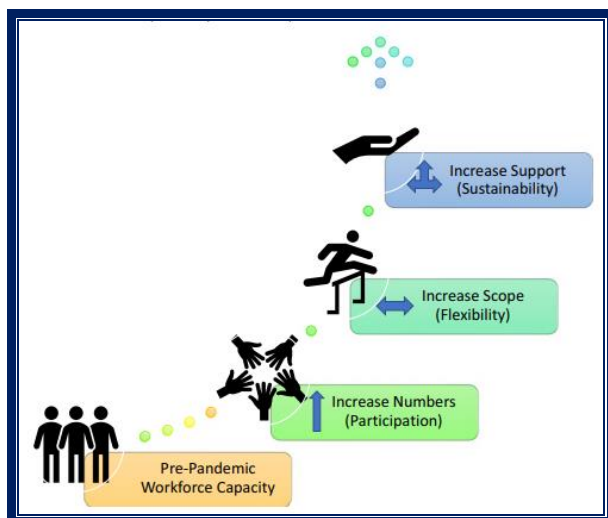 Increase Support
(Sustainability)
Increase Scope
(Flexibility)
Increase Numbers
(Participation)
Pre-Pandemic
Workforce Capacity